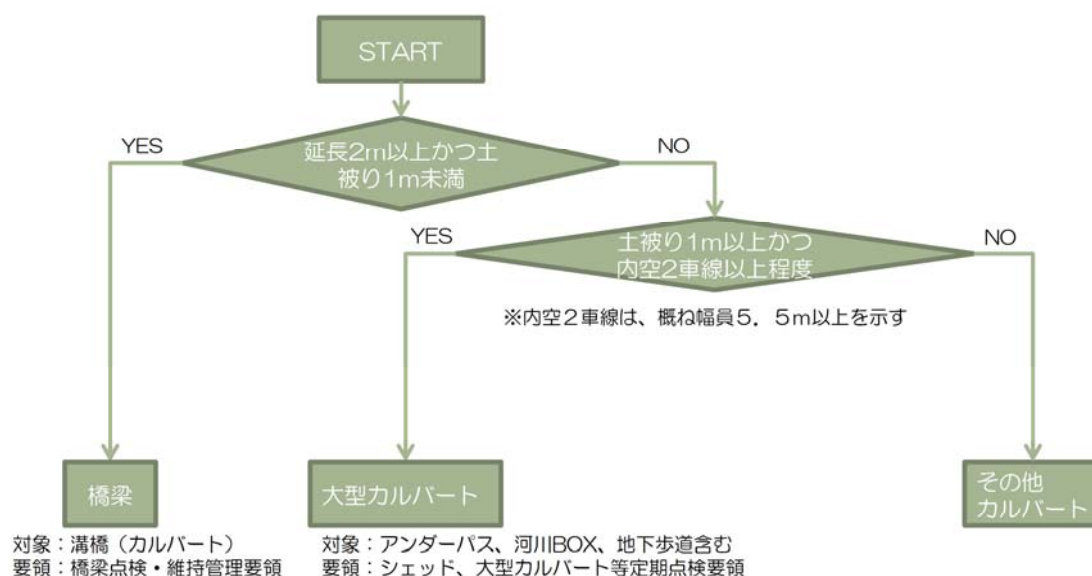 START
YES
延長2m以上かつ土
被り1m未満
NO
YES
土被り1m以上かつ
内空2車線以上程度
NO
※内空２車線は、概ね幅員５．５m以上を示す
橋梁
大型カルバート
その他
カルバート
対象：溝橋（カルバート）
要領：橋梁点検・維持管理要領
対象：アンダーパス、河川BOX、地下歩道含む
要領：シェッド、大型カルバート等定期点検要領